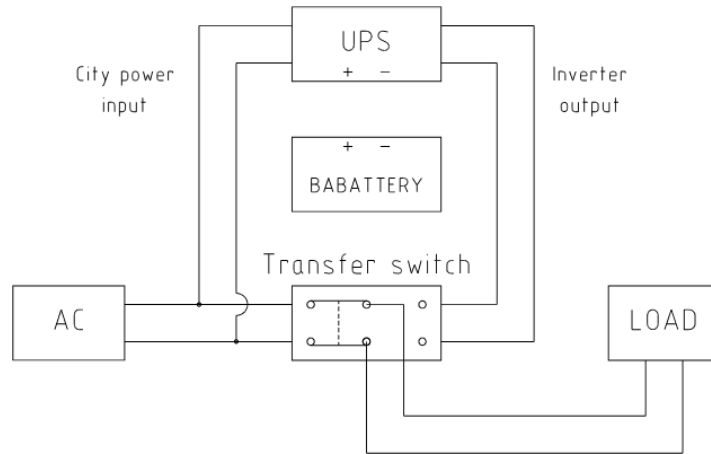 UPS
+ -
City power
input
Inverter
output
+ -
BABATTERY
Transfer switch
AC
LOAD